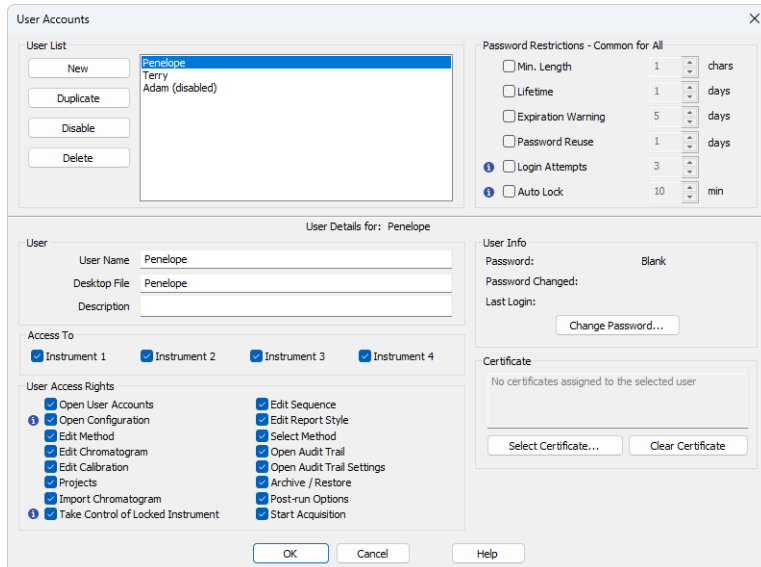 User Accounts
User List
New
Duplicate
Disable
Delete
Penelope
Terry
Adam (disabled)
Password Restrictions - Common for All
Min. Length 1 chars
Lifetime 1 days
Expiration Warning 5 days
Password Reuse 1 days
Login Attempts 3
Auto Lock 10 min
User Details for: Penelope
User
User Name Penelope
Desktop File Penelope
Description
User Info
Password: Blank
Password Changed:
Last Login:
Change Password...
Access To
Instrument 1 Instrument 2 Instrument 3 Instrument 4
Certificate
No certificates assigned to the selected user
Select Certificate... Clear Certificate
User Access Rights
Open User Accounts
Open Configuration
Edit Method
Edit Chromatogram
Edit Calibration
Projects
Import Chromatogram
Take Control of Locked Instrument
Edit Sequence
Edit Report Style
Select Method
Open Audit Trail
Open Audit Trail Settings
Archive / Restore
Post-run Options
Start Acquisition
OK Cancel Help